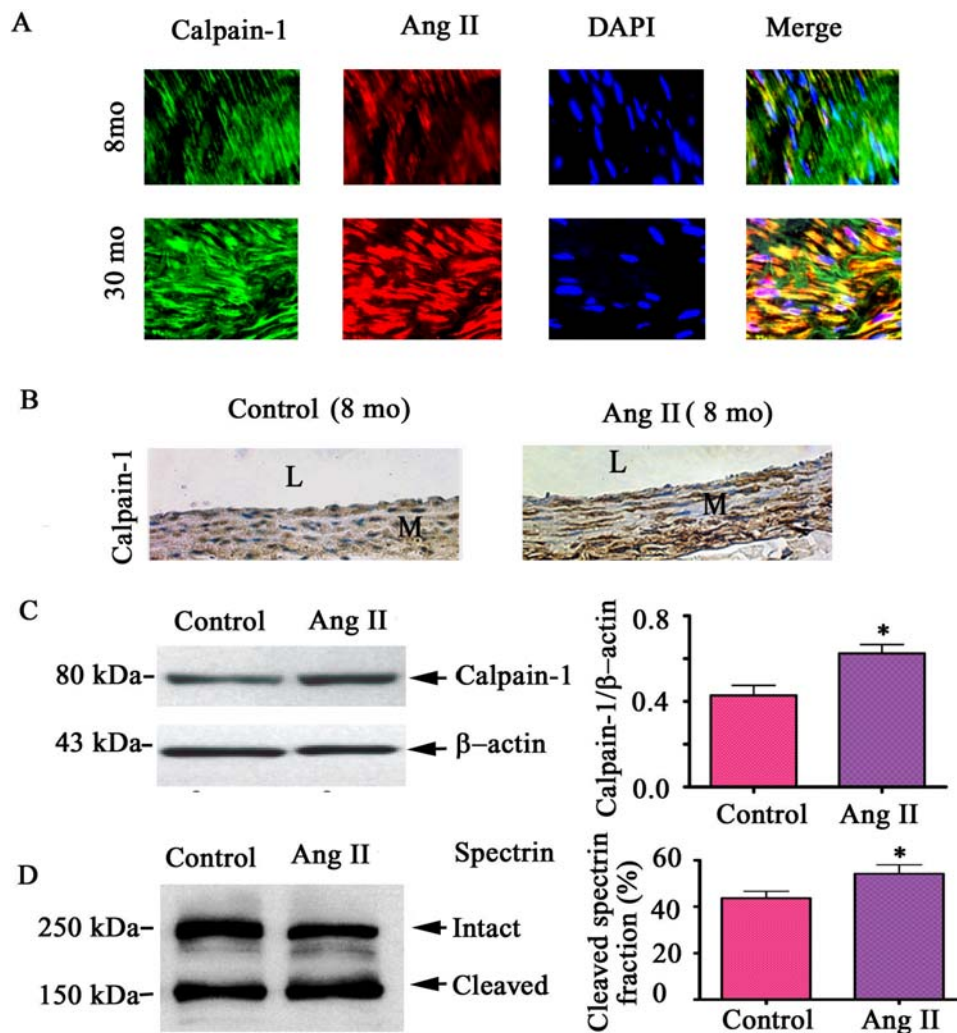 A
Calpain-1 Ang II DAPI Merge
8mo
30 mo
B
Control (8 mo) Ang II ( 8 mo)
Calpain-1
L
M
L
M
C
Control Ang II
80 kDa- Calpain-1
43 kDa- β-actin
Calpain-1/β-actin
0.8
0.4
0.0
*
Control Ang II
D
Control Ang II Spectrin
250 kDa- Intact
150 kDa- Cleaved
Cleaved spectrin
fraction (%)
60
40
20
0
*
Control Ang II